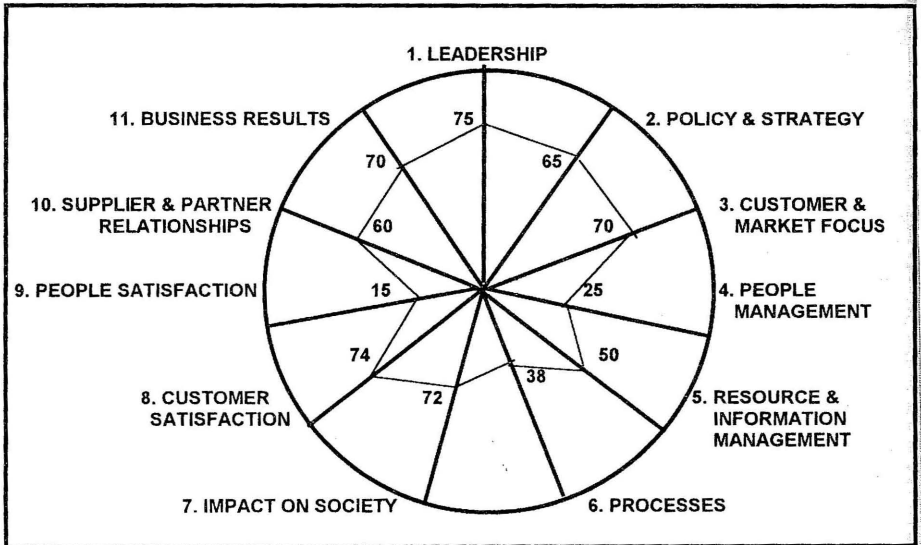 1. LEADERSHIP
75
2. POLICY & STRATEGY
65
3. CUSTOMER &
MARKET FOCUS
70
4. PEOPLE
MANAGEMENT
25
5. RESOURCE &
INFORMATION
MANAGEMENT
50
6. PROCESSES
38
7. IMPACT ON SOCIETY
72
8. CUSTOMER
SATISFACTION
74
9. PEOPLE SATISFACTION
15
10. SUPPLIER & PARTNER
RELATIONSHIPS
60
11. BUSINESS RESULTS
70